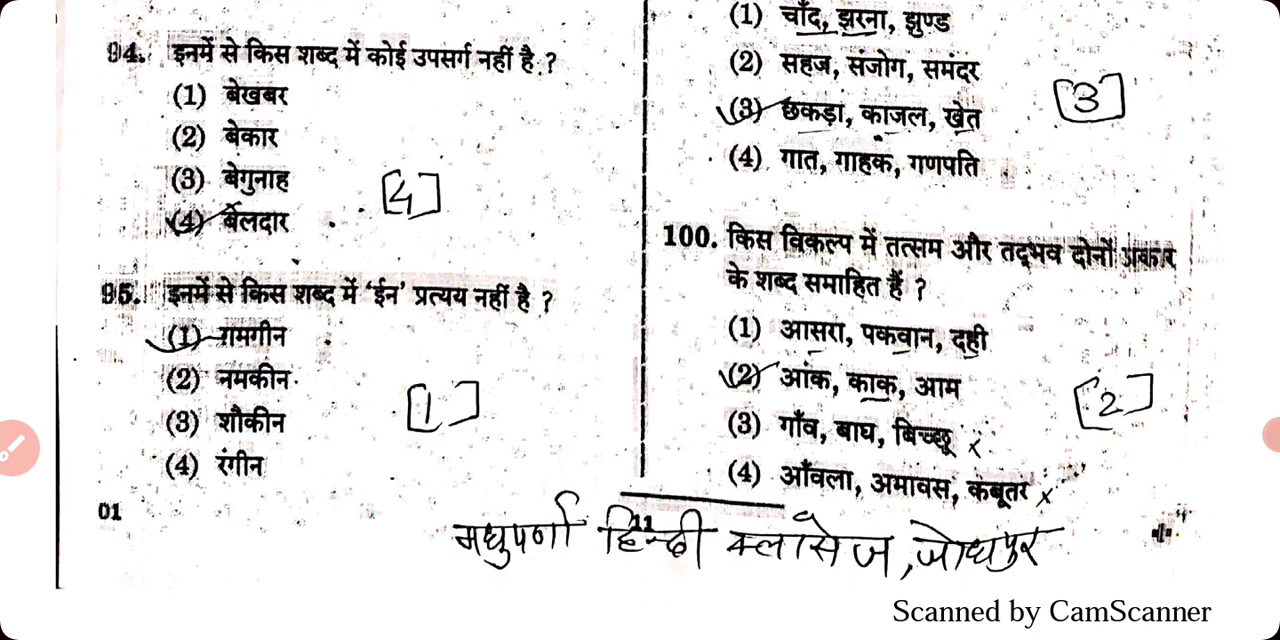 94. इनमें से किस शब्द में कोई उपसर्ग नहीं है ?
(1) बेखबर
(2) बेकार
(3) बेगुनाह
[4]
(4) बेलदार
95. इनमें से किस शब्द में ‘ईन’ प्रत्यय नहीं है ?
(1) ग़मगीन
(2) नमकीन
[1]
(3) शौकीन
(4) रंगीन
01
(1) चाँद, झरना, झुण्ड
(2) सहज, संजोग, समंदर
[3]
(3) छकड़ा, काजल, खेत
(4) गात, गाहक, गणपति
100. किस विकल्प में तत्सम और तद्भव दोनों प्रकार
के शब्द समाहित हैं ?
(1) आसरा, पकवान, दही
(2) आंक, काक, आम
[2]
(3) गाँव, बाघ, बिच्छू x
(4) आँवला, अमावस, कबूतर x
11
मधुपर्णा हिन्दी क्लासेज, जोधपुर
Scanned by CamScanner